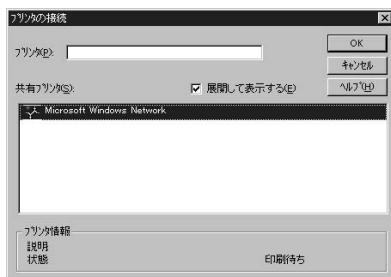 プリンタの接続
プリンタ(P):
OK
キャンセル
ヘルプ(H)
共有プリンタ(S):
展開して表示する(E)
Microsoft Windows Network
プリンタ情報
説明
状態
印刷待ち